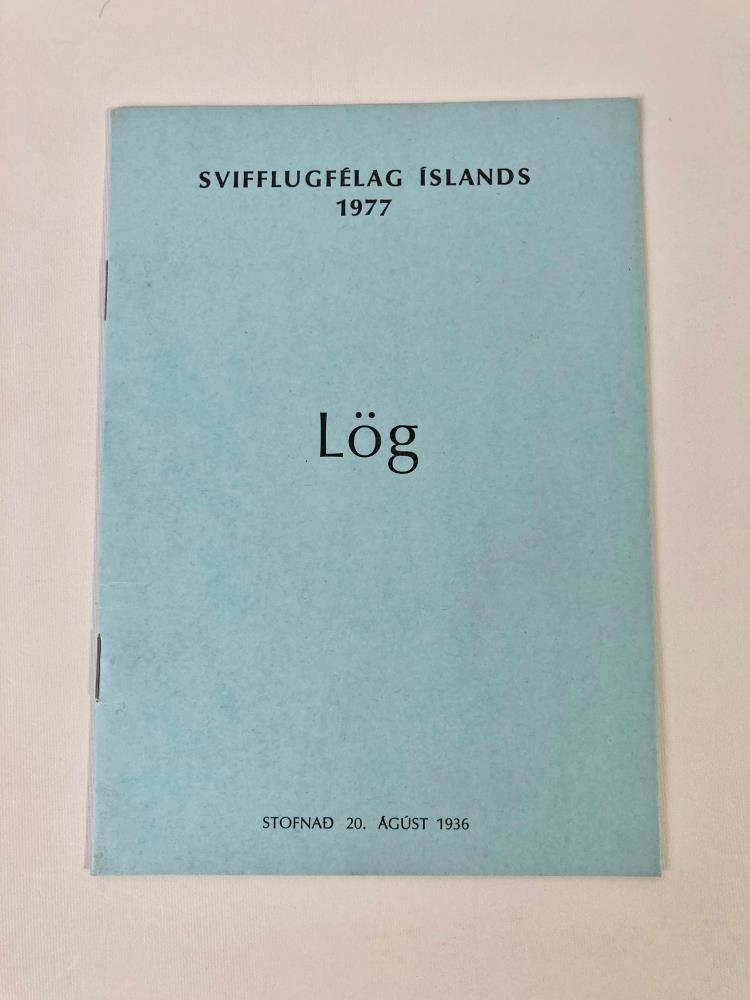 SVIFFLUGFÉLAG ÍSLANDS
1977
Lög
STOFNAÐ 20. ÁGÚST 1936